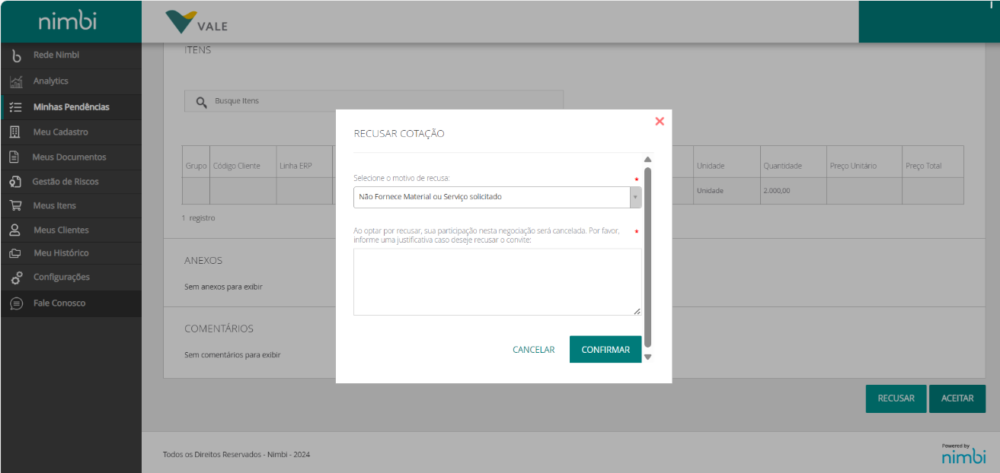 nimbi
VALE
Rede Nimbi
Analytics
Minhas Pendências
Meu Cadastro
Meus Documentos
Gestão de Riscos
Meus Itens
Meus Clientes
Meu Histórico
Configurações
Fale Conosco
ITENS
Busque Itens
Grupo Código Cliente Linha ERP Unidade Quantidade Preço Unitário Preço Total
Unidade 2.000,00
1 registro
ANEXOS
Sem anexos para exibir
COMENTÁRIOS
Sem comentários para exibir
RECUSAR COTAÇÃO
Selecione o motivo de recusa: *
Não Fornece Material ou Serviço solicitado
Ao optar por recusar, sua participação nesta negociação será cancelada. Por favor, *
informe uma justificativa caso deseje recusar o convite:
CANCELAR CONFIRMAR
RECUSAR ACEITAR
Todos os Direitos Reservados - Nimbi - 2024
Powered by
nimbi